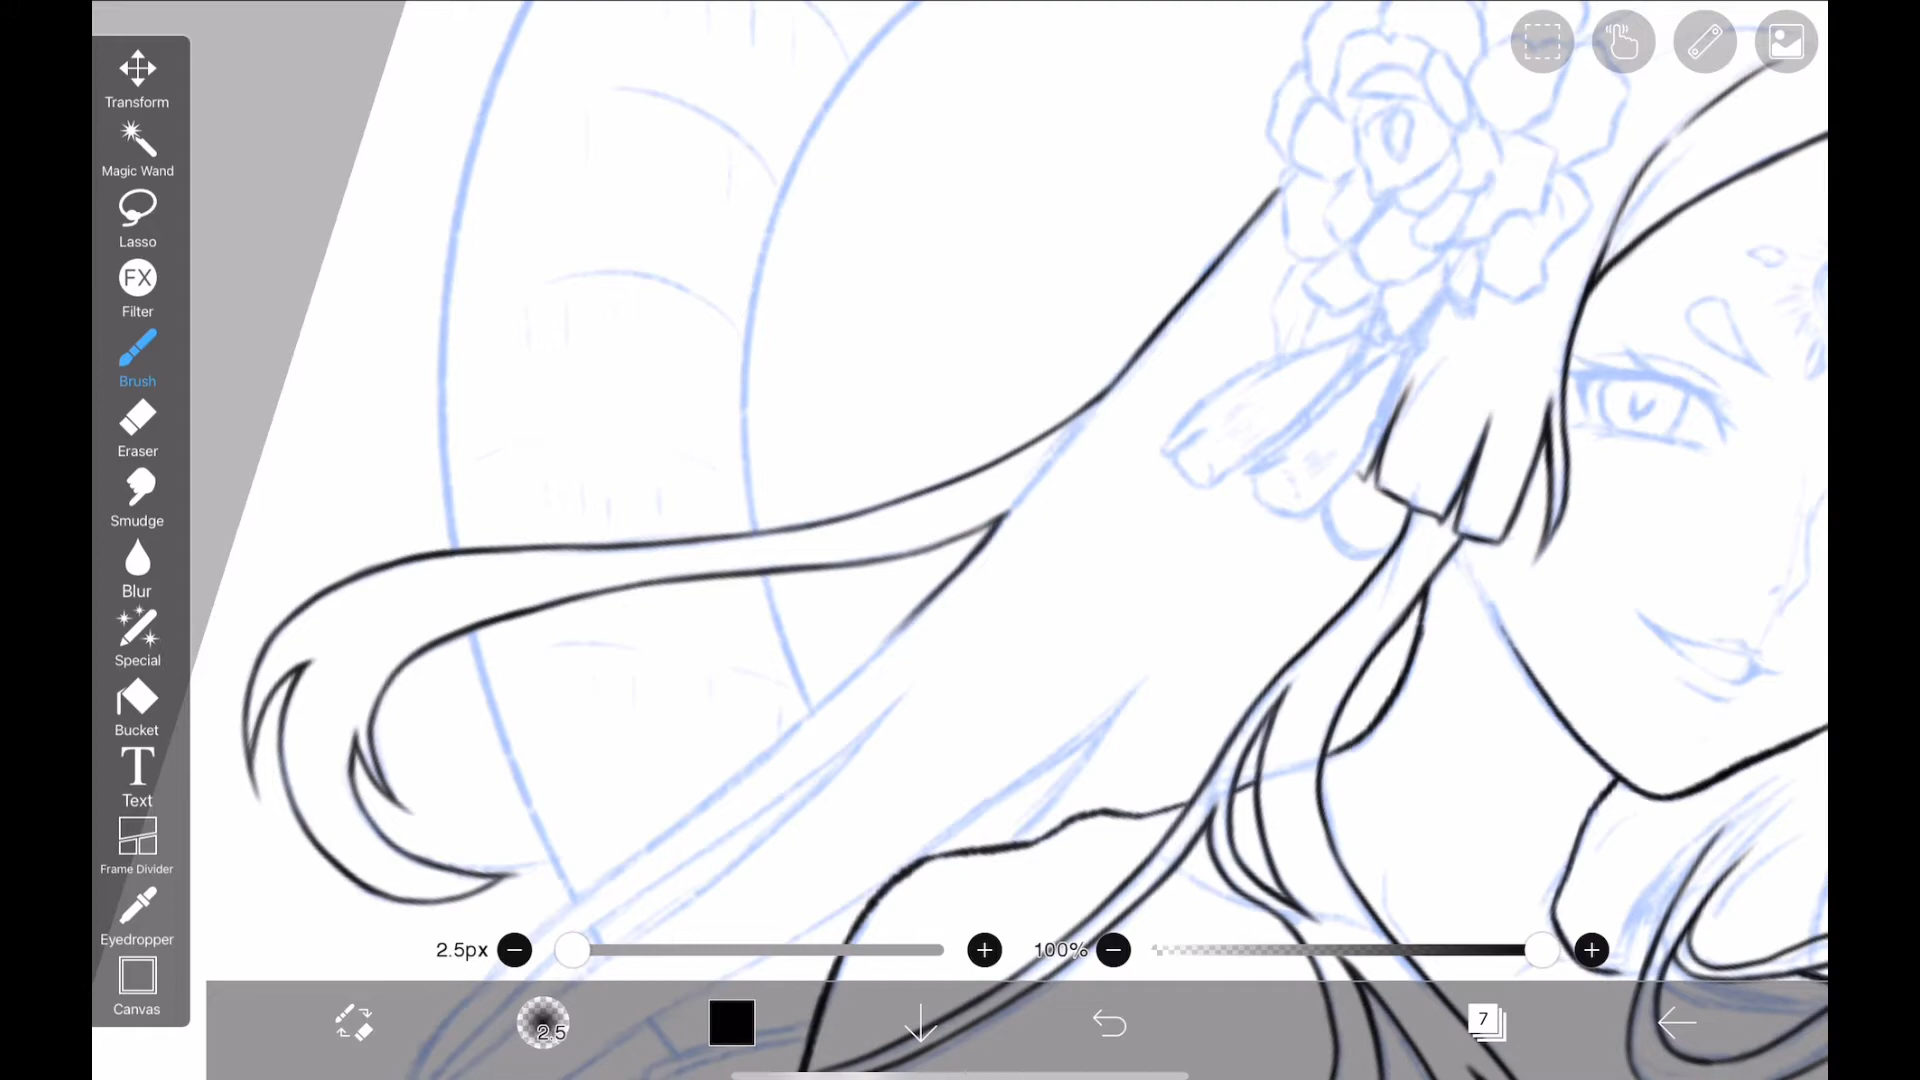 Transform
Magic Wand
Lasso
FX
Filter
Brush
Eraser
Smudge
Blur
Special
Bucket
T
Text
Frame Divider
Eyedropper
Canvas
2.5px
100%
2.5
7